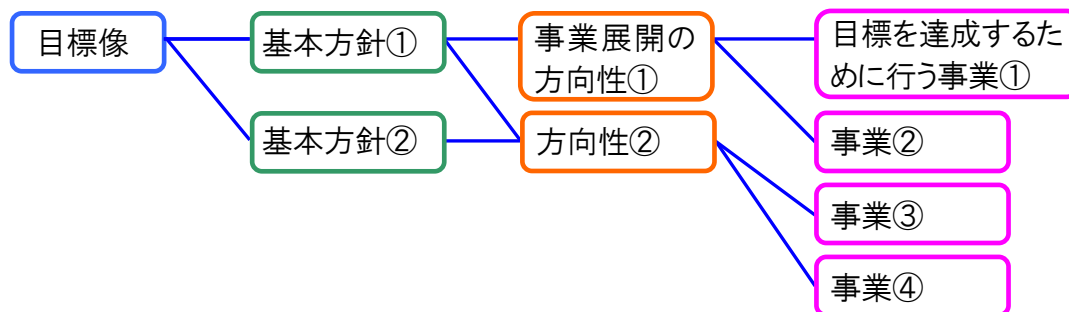 目標像
基本方針①
基本方針②
事業展開の
方向性①
方向性②
目標を達成するた
めに行う事業①
事業②
事業③
事業④